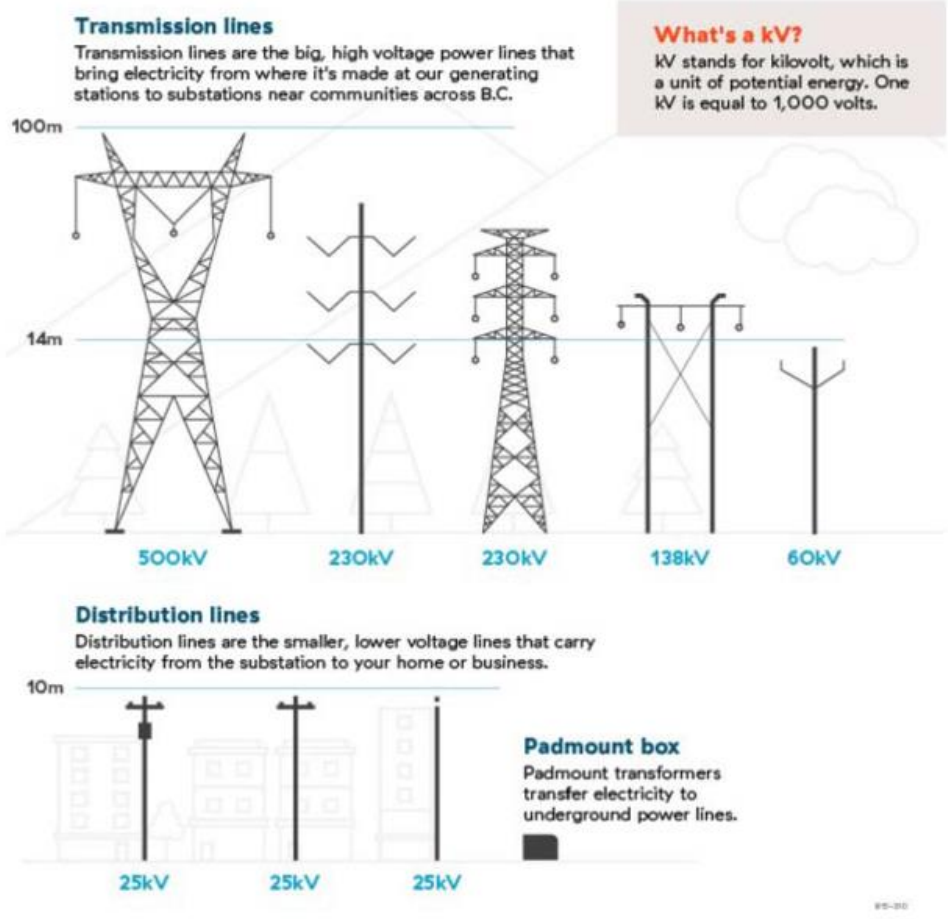 Transmission lines
Transmission lines are the big, high voltage power lines that
bring electricity from where it's made at our generating
stations to substations near communities across B.C.
What's a kV?
kV stands for kilovolt, which is
a unit of potential energy. One
kV is equal to 1,000 volts.
100m
14m
500kV
230kV
230kV
138kV
60kV
Distribution lines
Distribution lines are the smaller, lower voltage lines that carry
electricity from the substation to your home or business.
10m
Padmount box
Padmount transformers
transfer electricity to
underground power lines.
25kV
25kV
25kV